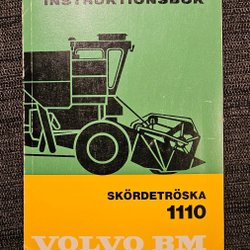 INSTRUKTIONSBOK
SKÖRDETRÖSKA
1110
VOLVO BM